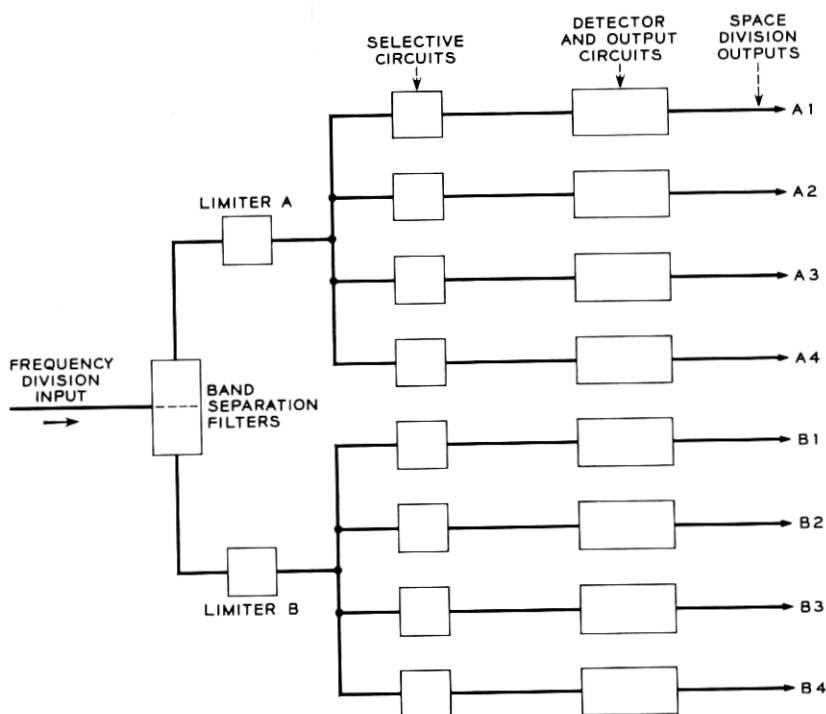 SELECTIVE
CIRCUITS
DETECTOR
AND OUTPUT
CIRCUITS
SPACE
DIVISION
OUTPUTS
A1
A2
LIMITER A
A3
A4
FREQUENCY
DIVISION
INPUT
BAND
SEPARATION
FILTERS
B1
B2
LIMITER B
B3
B4